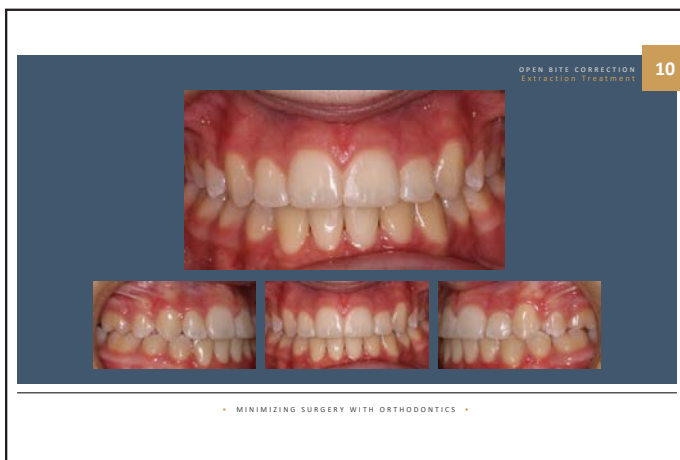 OPEN BITE CORRECTION
Extraction Treatment
10
• MINIMIZING SURGERY WITH ORTHODONTICS •